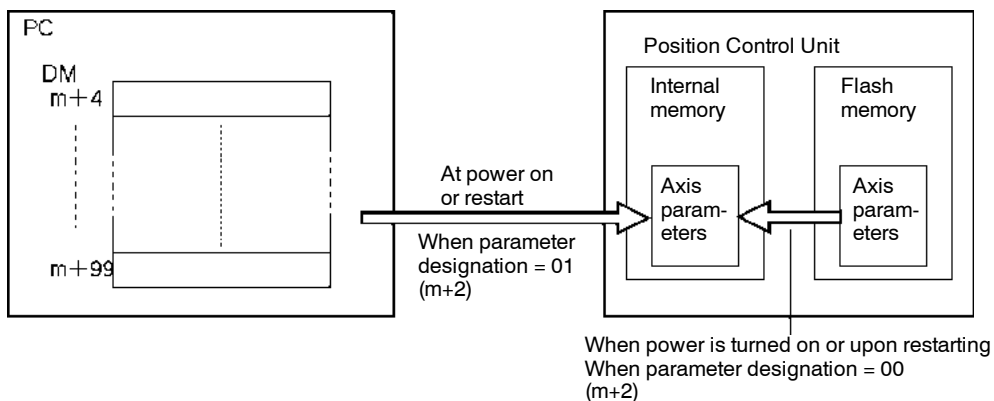 PC
DM
m+4
m+99
At power on
or restart
When parameter
designation = 01
(m+2)
Position Control Unit
Internal
memory
Axis
param-
eters
Flash
memory
Axis
param-
eters
When power is turned on or upon restarting
When parameter designation = 00
(m+2)